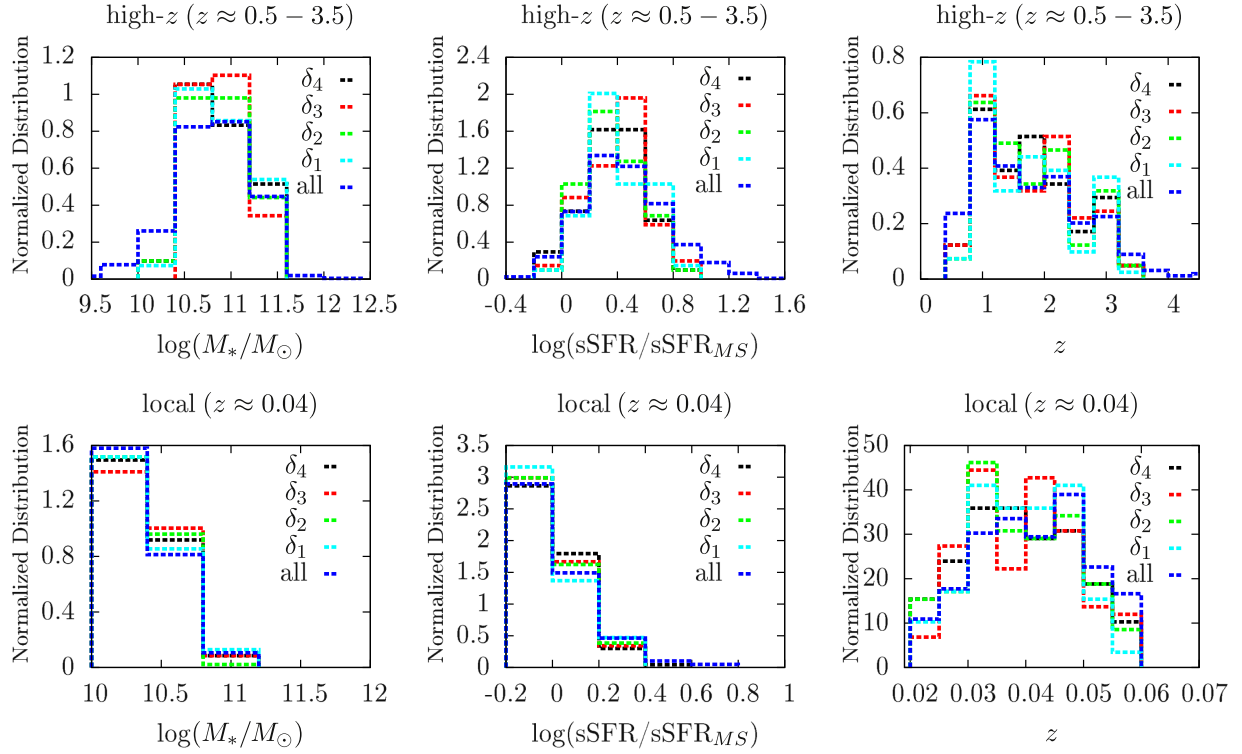 high-z (z ≈ 0.5 − 3.5)
Normalized Distribution
1.2
1
0.8
0.6
0.4
0.2
0
δ4
δ3
δ2
δ1
all
9.5 10 10.5 11 11.5 12 12.5
log(M*/M⊙)
high-z (z ≈ 0.5 − 3.5)
Normalized Distribution
2.4
2
1.6
1.2
0.8
0.4
0
δ4
δ3
δ2
δ1
all
-0.4 0 0.4 0.8 1.2 1.6
log(sSFR/sSFRMS)
high-z (z ≈ 0.5 − 3.5)
Normalized Distribution
0.8
0.6
0.4
0.2
0
δ4
δ3
δ2
δ1
all
0 1 2 3 4
z
local (z ≈ 0.04)
Normalized Distribution
1.6
1.2
0.8
0.4
0
δ4
δ3
δ2
δ1
all
10 10.5 11 11.5 12
log(M*/M⊙)
local (z ≈ 0.04)
Normalized Distribution
3.5
3
2.5
2
1.5
1
0.5
0
δ4
δ3
δ2
δ1
all
-0.2 0 0.2 0.4 0.6 0.8 1
log(sSFR/sSFRMS)
local (z ≈ 0.04)
Normalized Distribution
50
40
30
20
10
0
δ4
δ3
δ2
δ1
all
0.02 0.03 0.04 0.05 0.06 0.07
z